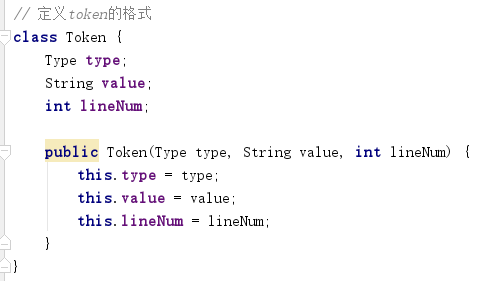 // 定义token的格式
class Token {
    Type type;
    String value;
    int lineNum;

    public Token(Type type, String value, int lineNum) {
        this.type = type;
        this.value = value;
        this.lineNum = lineNum;
    }
}